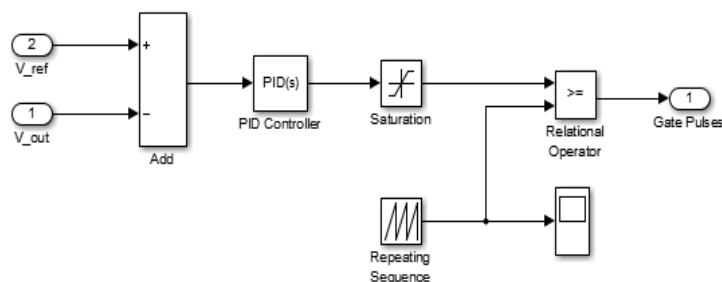 2
V_ref
+
1
V_out
−
Add
PID(s)
PID Controller
Saturation
>=
Relational
Operator
1
Gate Pulses
Repeating
Sequence